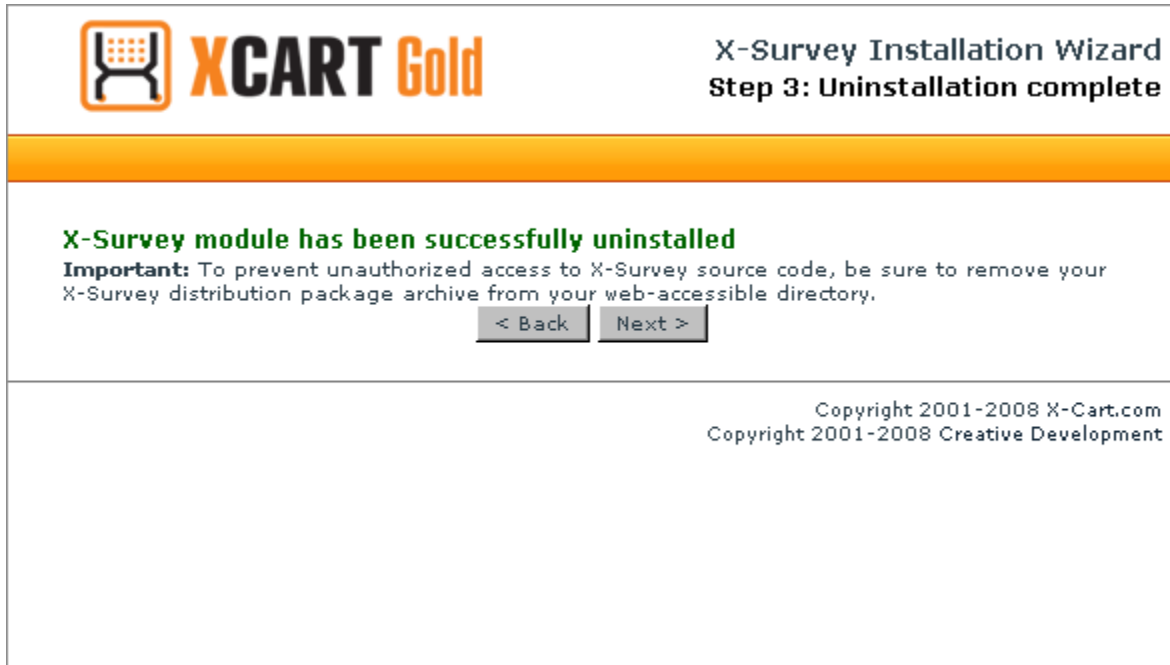 XCART Gold
X-Survey Installation Wizard
Step 3: Uninstallation complete
X-Survey module has been successfully uninstalled
Important: To prevent unauthorized access to X-Survey source code, be sure to remove your
X-Survey distribution package archive from your web-accessible directory.
< Back Next >
Copyright 2001-2008 X-Cart.com
Copyright 2001-2008 Creative Development